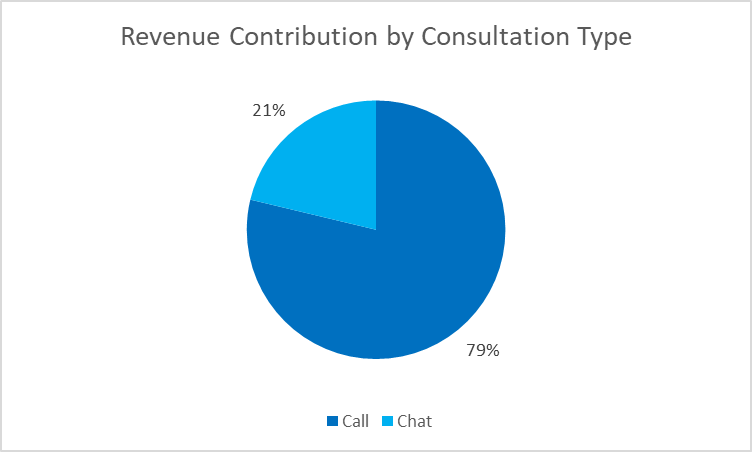 Revenue Contribution by Consultation Type
21%
79%
Call Chat